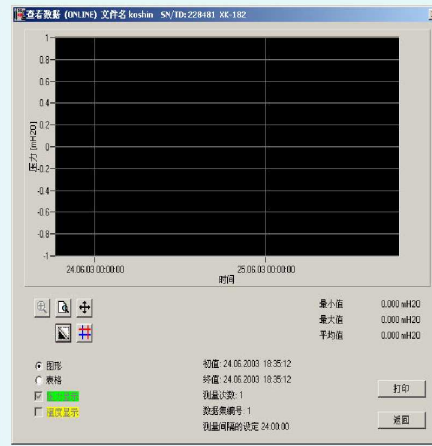 查看数据 (ONLINE) 文件名 koshin SN/TD: 228481 XK-182
1
0.8
0.6
0.4
0.2
0
-0.2
-0.4
-0.6
-0.8
-1
压力 [mH2O]
24.06.03 00:00:00 25.06.03 00:00:00
时间
最小值 0.000 mH2O
最大值 0.000 mH2O
平均值 0.000 mH2O
图形
表格
显示
温度显示
初值: 24.06.2003 18:35:12
终值: 24.06.2003 18:35:12
测量次数: 1
数据集编号: 1
测量间隔的设定 24:00:00
打印
返回